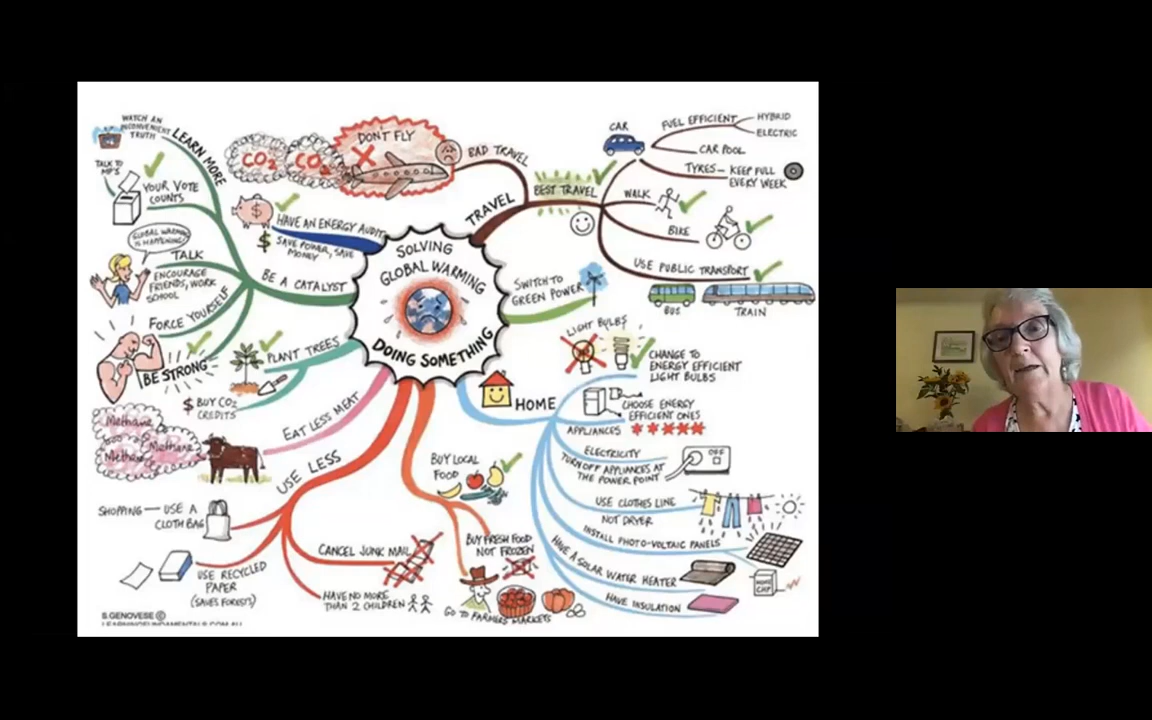 SOLVING
GLOBAL WARMING
DOING SOMETHING
TRAVEL
BAD TRAVEL
DON'T FLY
CO2
CO2
BEST TRAVEL
CAR
FUEL EFFICIENT
HYBRID
ELECTRIC
CAR POOL
TYRES - KEEP FULL
EVERY WEEK
WALK
BIKE
USE PUBLIC TRANSPORT
BUS
TRAIN
SWITCH TO
GREEN POWER
HOME
LIGHT BULBS
CHANGE TO
ENERGY EFFICIENT
LIGHT BULBS
CHOOSE ENERGY
EFFICIENT ONES
APPLIANCES
ELECTRICITY
TURN OFF APPLIANCES AT
THE POWER POINT
OFF
USE CLOTHES LINE
NOT DRYER
INSTALL PHOTO-VOLTAIC PANELS
HAVE A SOLAR WATER HEATER
HAVE INSULATION
BUY LOCAL
FOOD
BUY FRESH FOOD
NOT FROZEN
GO TO FARMERS MARKETS
USE LESS
SHOPPING — USE A
CLOTH BAG
USE RECYCLED
PAPER
(SAVES FORESTS)
CANCEL JUNK MAIL
HAVE NO MORE
THAN 2 CHILDREN
EAT LESS MEAT
Methane
Methane
PLANT TREES
$ BUY CO2
CREDITS
BE A CATALYST
LEARN MORE
WATCH AN
INCONVENIENT
TRUTH
TALK TO
MP'S
YOUR VOTE
COUNTS
GLOBAL WARMING
IS HAPPENING!
TALK
ENCOURAGE
FRIENDS, WORK
SCHOOL
FORCE YOURSELF
BE STRONG
HAVE AN ENERGY AUDIT
$ SAVE POWER, SAVE
MONEY
$
S.GENOVESE ©
LEARNINGFUNDAMENTALS.COM.AU